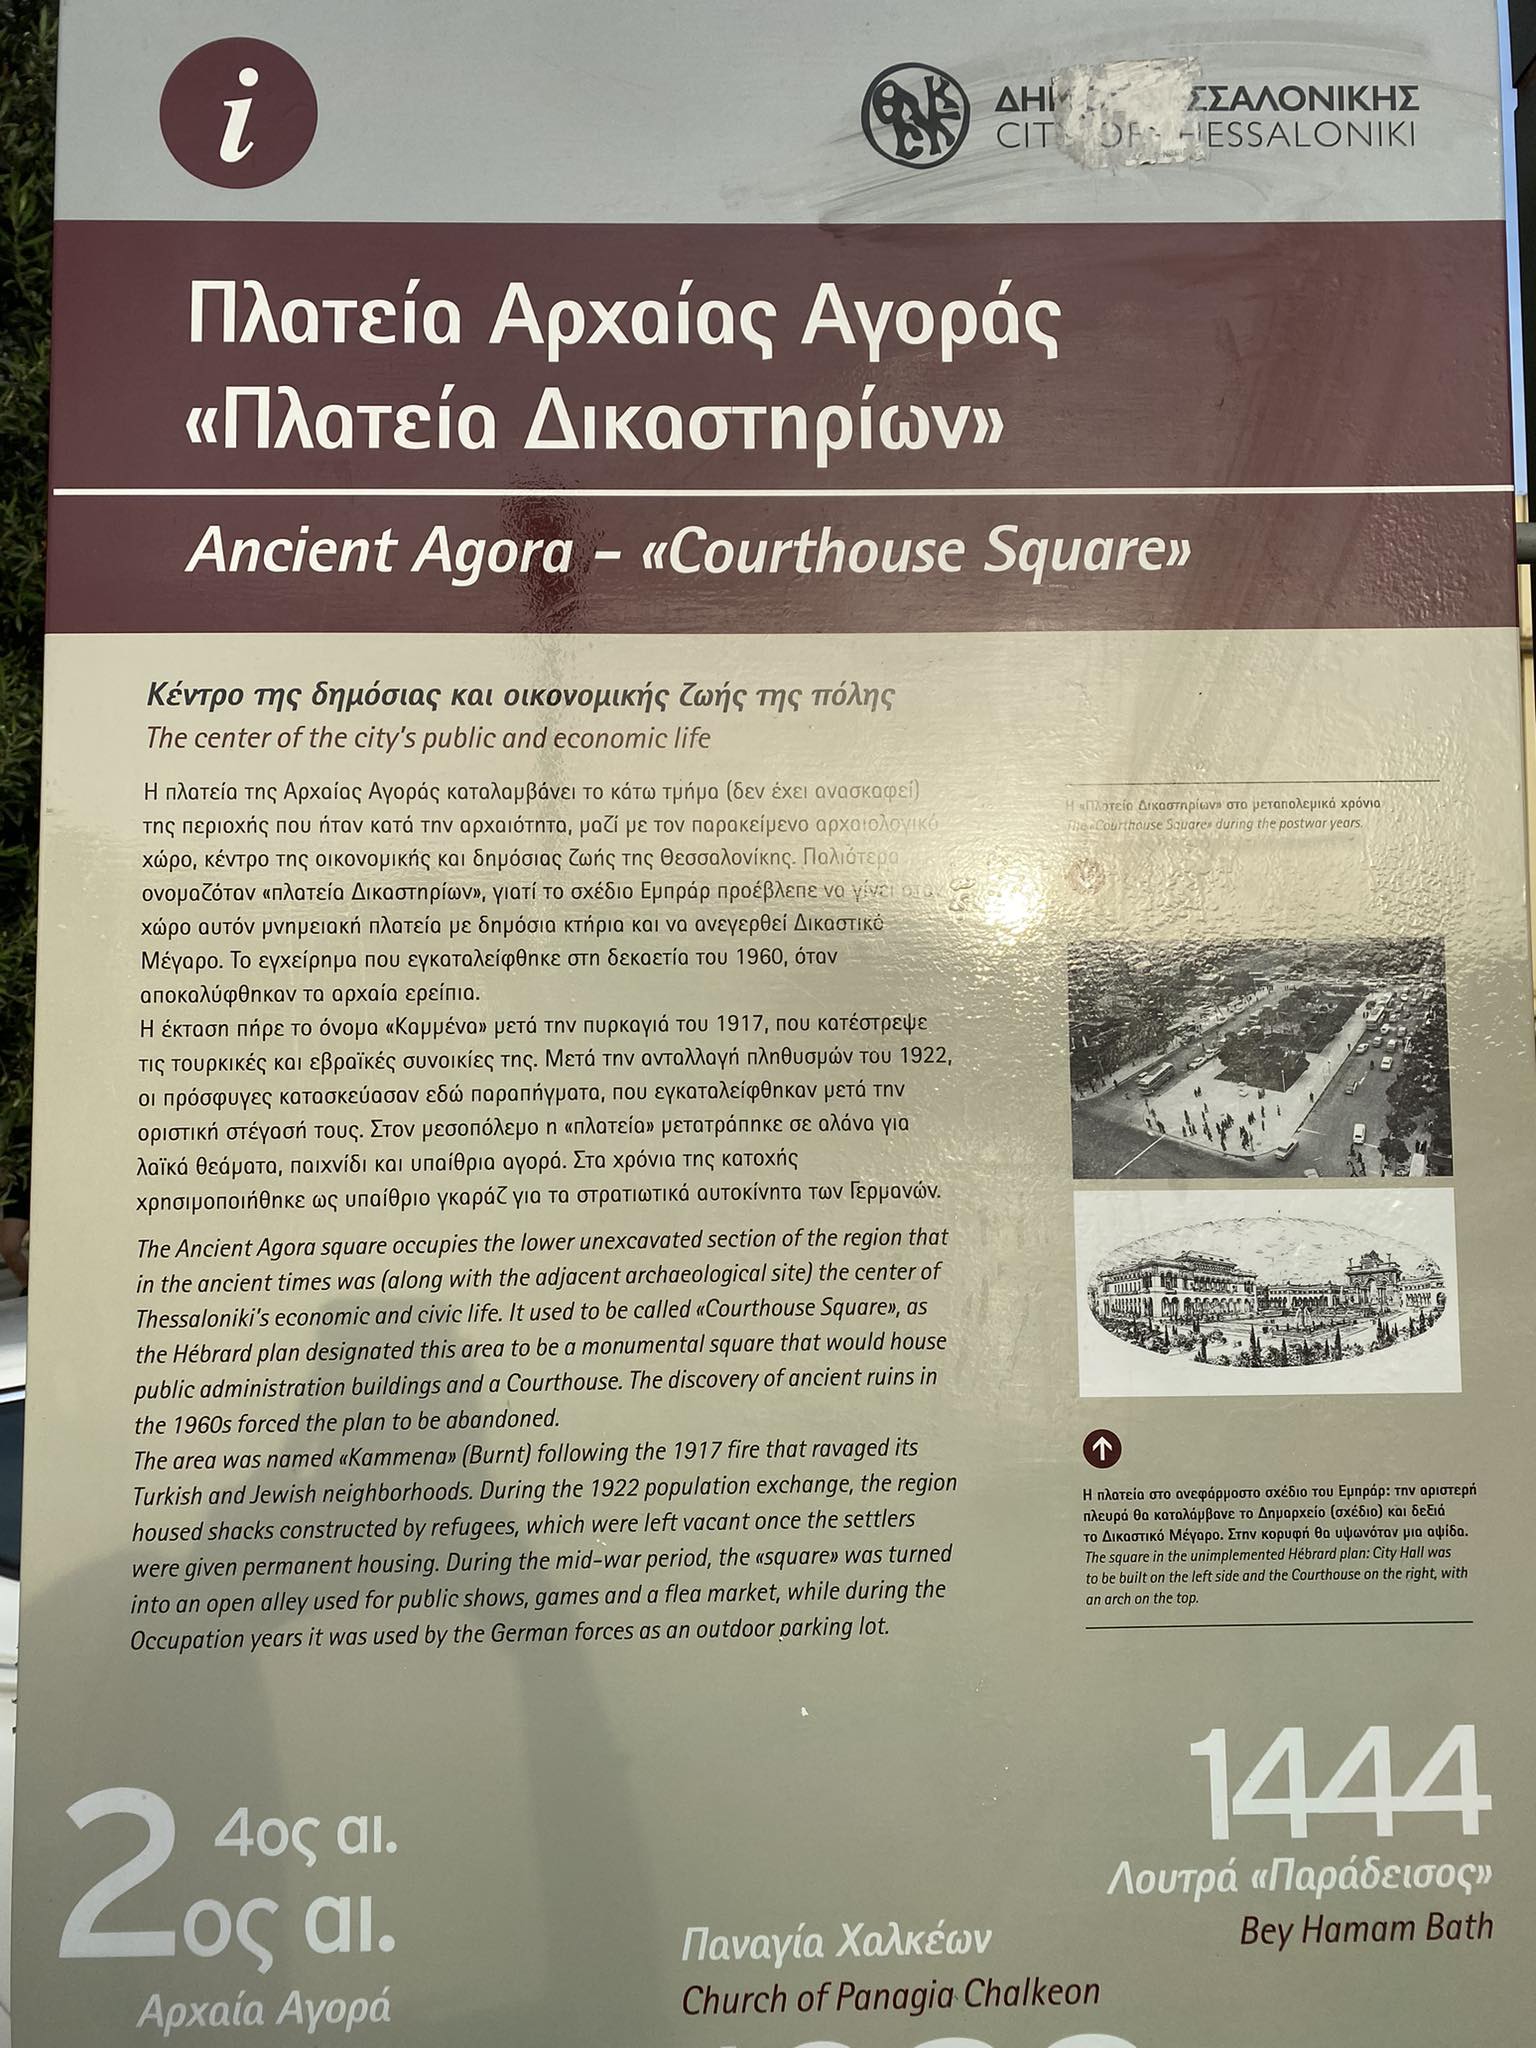 i
ΘΕΣΣΑΛΟΝΙΚΗΣ
CITY OF THESSALONIKI
Πλατεία Αρχαίας Αγοράς
«Πλατεία Δικαστηρίων»
Ancient Agora – «Courthouse Square»
Κέντρο της δημόσιας και οικονομικής ζωής της πόλης
The center of the city's public and economic life
Η πλατεία της Αρχαίας Αγοράς καταλαμβάνει το κάτω τμήμα (δεν έχει ανασκαφεί)
της περιοχής που ήταν κατά την αρχαιότητα, μαζί με τον παρακείμενο αρχαιολογικό
χώρο, κέντρο της οικονομικής και δημόσιας ζωής της Θεσσαλονίκης. Παλιότερα
ονομαζόταν «πλατεία Δικαστηρίων», γιατί το σχέδιο Εμπράρ προέβλεπε να γίνει στον
χώρο αυτόν μνημειακή πλατεία με δημόσια κτήρια και να ανεγερθεί Δικαστικό
Μέγαρο. Το εγχείρημα που εγκαταλείφθηκε στη δεκαετία του 1960, όταν
αποκαλύφθηκαν τα αρχαία ερείπια.
Η έκταση πήρε το όνομα «Καμμένα» μετά την πυρκαγιά του 1917, που κατέστρεψε
τις τουρκικές και εβραϊκές συνοικίες της. Μετά την ανταλλαγή πληθυσμών του 1922,
οι πρόσφυγες κατασκεύασαν εδώ παραπήγματα, που εγκαταλείφθηκαν μετά την
οριστική στέγασή τους. Στον μεσοπόλεμο η «πλατεία» μετατράπηκε σε αλάνα για
λαϊκά θεάματα, παιχνίδι και υπαίθρια αγορά. Στα χρόνια της κατοχής
χρησιμοποιήθηκε ως υπαίθριο γκαράζ για τα στρατιωτικά αυτοκίνητα των Γερμανών.
The Ancient Agora square occupies the lower unexcavated section of the region that
in the ancient times was (along with the adjacent archaeological site) the center of
Thessaloniki's economic and civic life. It used to be called «Courthouse Square», as
the Hébrard plan designated this area to be a monumental square that would house
public administration buildings and a Courthouse. The discovery of ancient ruins in
the 1960s forced the plan to be abandoned.
The area was named «Kammena» (Burnt) following the 1917 fire that ravaged its
Turkish and Jewish neighborhoods. During the 1922 population exchange, the region
housed shacks constructed by refugees, which were left vacant once the settlers
were given permanent housing. During the mid-war period, the «square» was turned
into an open alley used for public shows, games and a flea market, while during the
Occupation years it was used by the German forces as an outdoor parking lot.
Η «Πλατεία Δικαστηρίων» στα μεταπολεμικά χρόνια
The «Courthouse Square» during the postwar years.
Η πλατεία στο ανεφάρμοστο σχέδιο του Εμπράρ: την αριστερή
πλευρά θα καταλάμβανε το Δημαρχείο (σχέδιο) και δεξιά
το Δικαστικό Μέγαρο. Στην κορυφή θα υψωνόταν μια αψίδα.
The square in the unimplemented Hébrard plan: City Hall was
to be built on the left side and the Courthouse on the right, with
an arch on the top.
1444
Λουτρά «Παράδεισος»
Bey Hamam Bath
4ος αι.
2ος αι.
Αρχαία Αγορά
Παναγία Χαλκέων
Church of Panagia Chalkeon